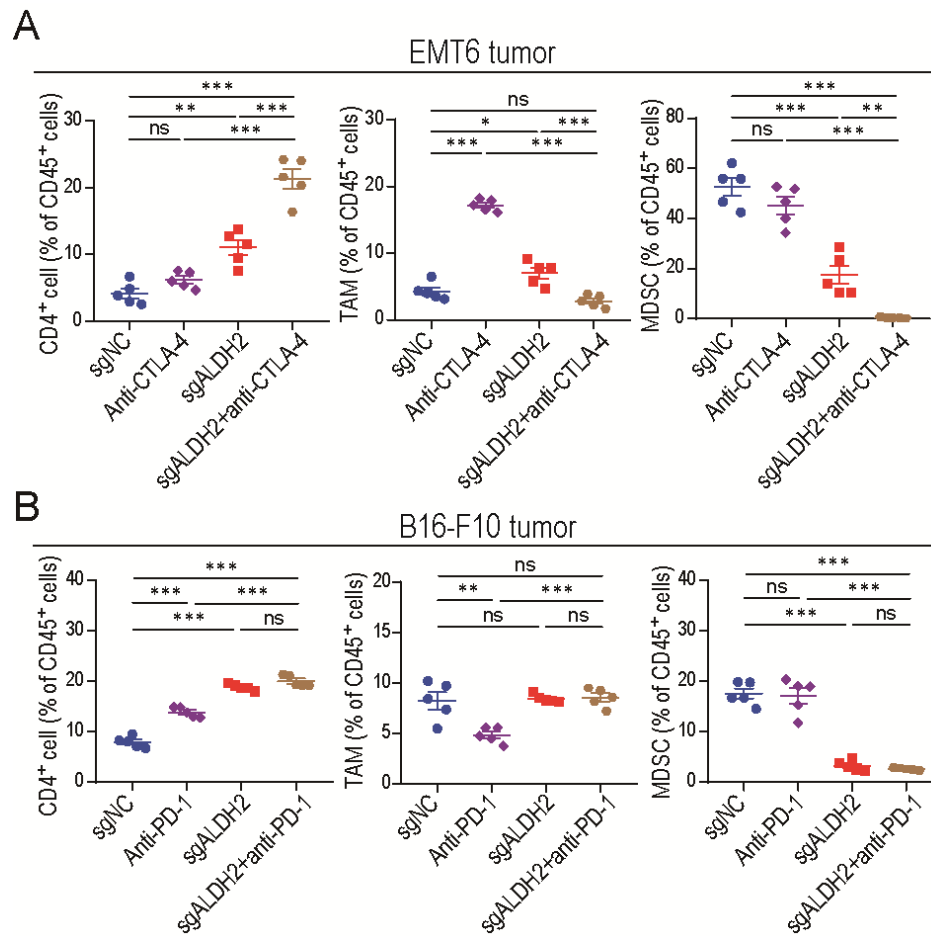 A
EMT6 tumor
CD4⁺ cell (% of CD45⁺ cells)
30
20
10
0
***
** ***
ns ***
sgNC
Anti-CTLA-4
sgALDH2
sgALDH2+anti-CTLA-4
TAM (% of CD45⁺ cells)
30
20
10
0
ns
* ***
*** ***
sgNC
Anti-CTLA-4
sgALDH2
sgALDH2+anti-CTLA-4
MDSC (% of CD45⁺ cells)
80
60
40
20
0
***
*** **
ns ***
sgNC
Anti-CTLA-4
sgALDH2
sgALDH2+anti-CTLA-4
B
B16-F10 tumor
CD4⁺ cell (% of CD45⁺ cells)
40
30
20
10
0
***
*** ***
*** ns
sgNC
Anti-PD-1
sgALDH2
sgALDH2+anti-PD-1
TAM (% of CD45⁺ cells)
20
15
10
5
0
ns
** ***
ns ns
sgNC
Anti-PD-1
sgALDH2
sgALDH2+anti-PD-1
MDSC (% of CD45⁺ cells)
40
30
20
10
0
***
ns ***
*** ns
sgNC
Anti-PD-1
sgALDH2
sgALDH2+anti-PD-1